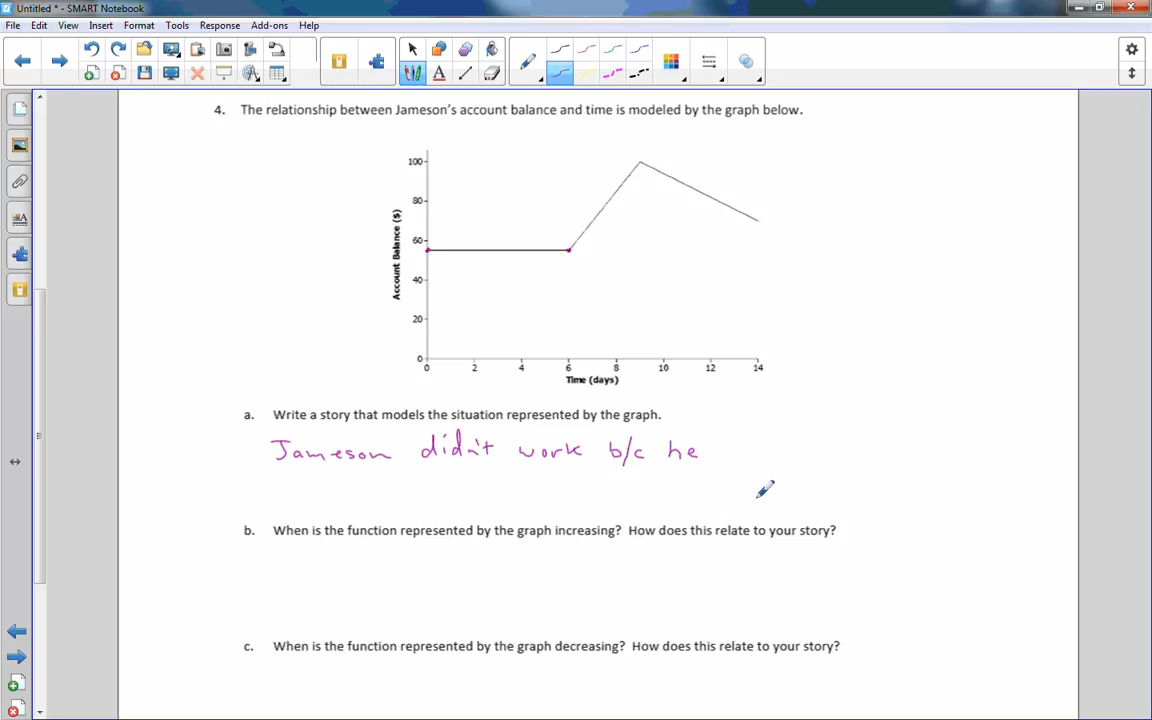 Untitled * - SMART Notebook
File Edit View Insert Format Tools Response Add-ons Help
4. The relationship between Jameson's account balance and time is modeled by the graph below.
100
80
60
40
20
0
Account Balance ($)
0 2 4 6 8 10 12 14
Time (days)
a. Write a story that models the situation represented by the graph.
Jameson didn't work b/c he
b. When is the function represented by the graph increasing? How does this relate to your story?
c. When is the function represented by the graph decreasing? How does this relate to your story?